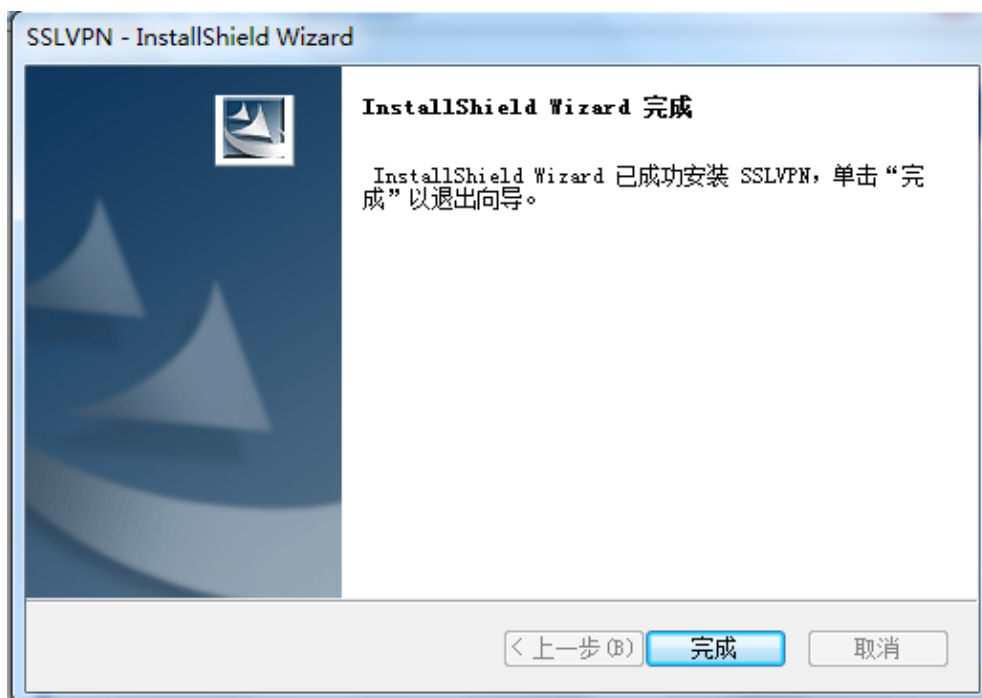 SSLVPN - InstallShield Wizard
InstallShield Wizard 完成
InstallShield Wizard 已成功安装 SSLVPN，单击“完
成”以退出向导。
< 上一步(B)
完成
取消